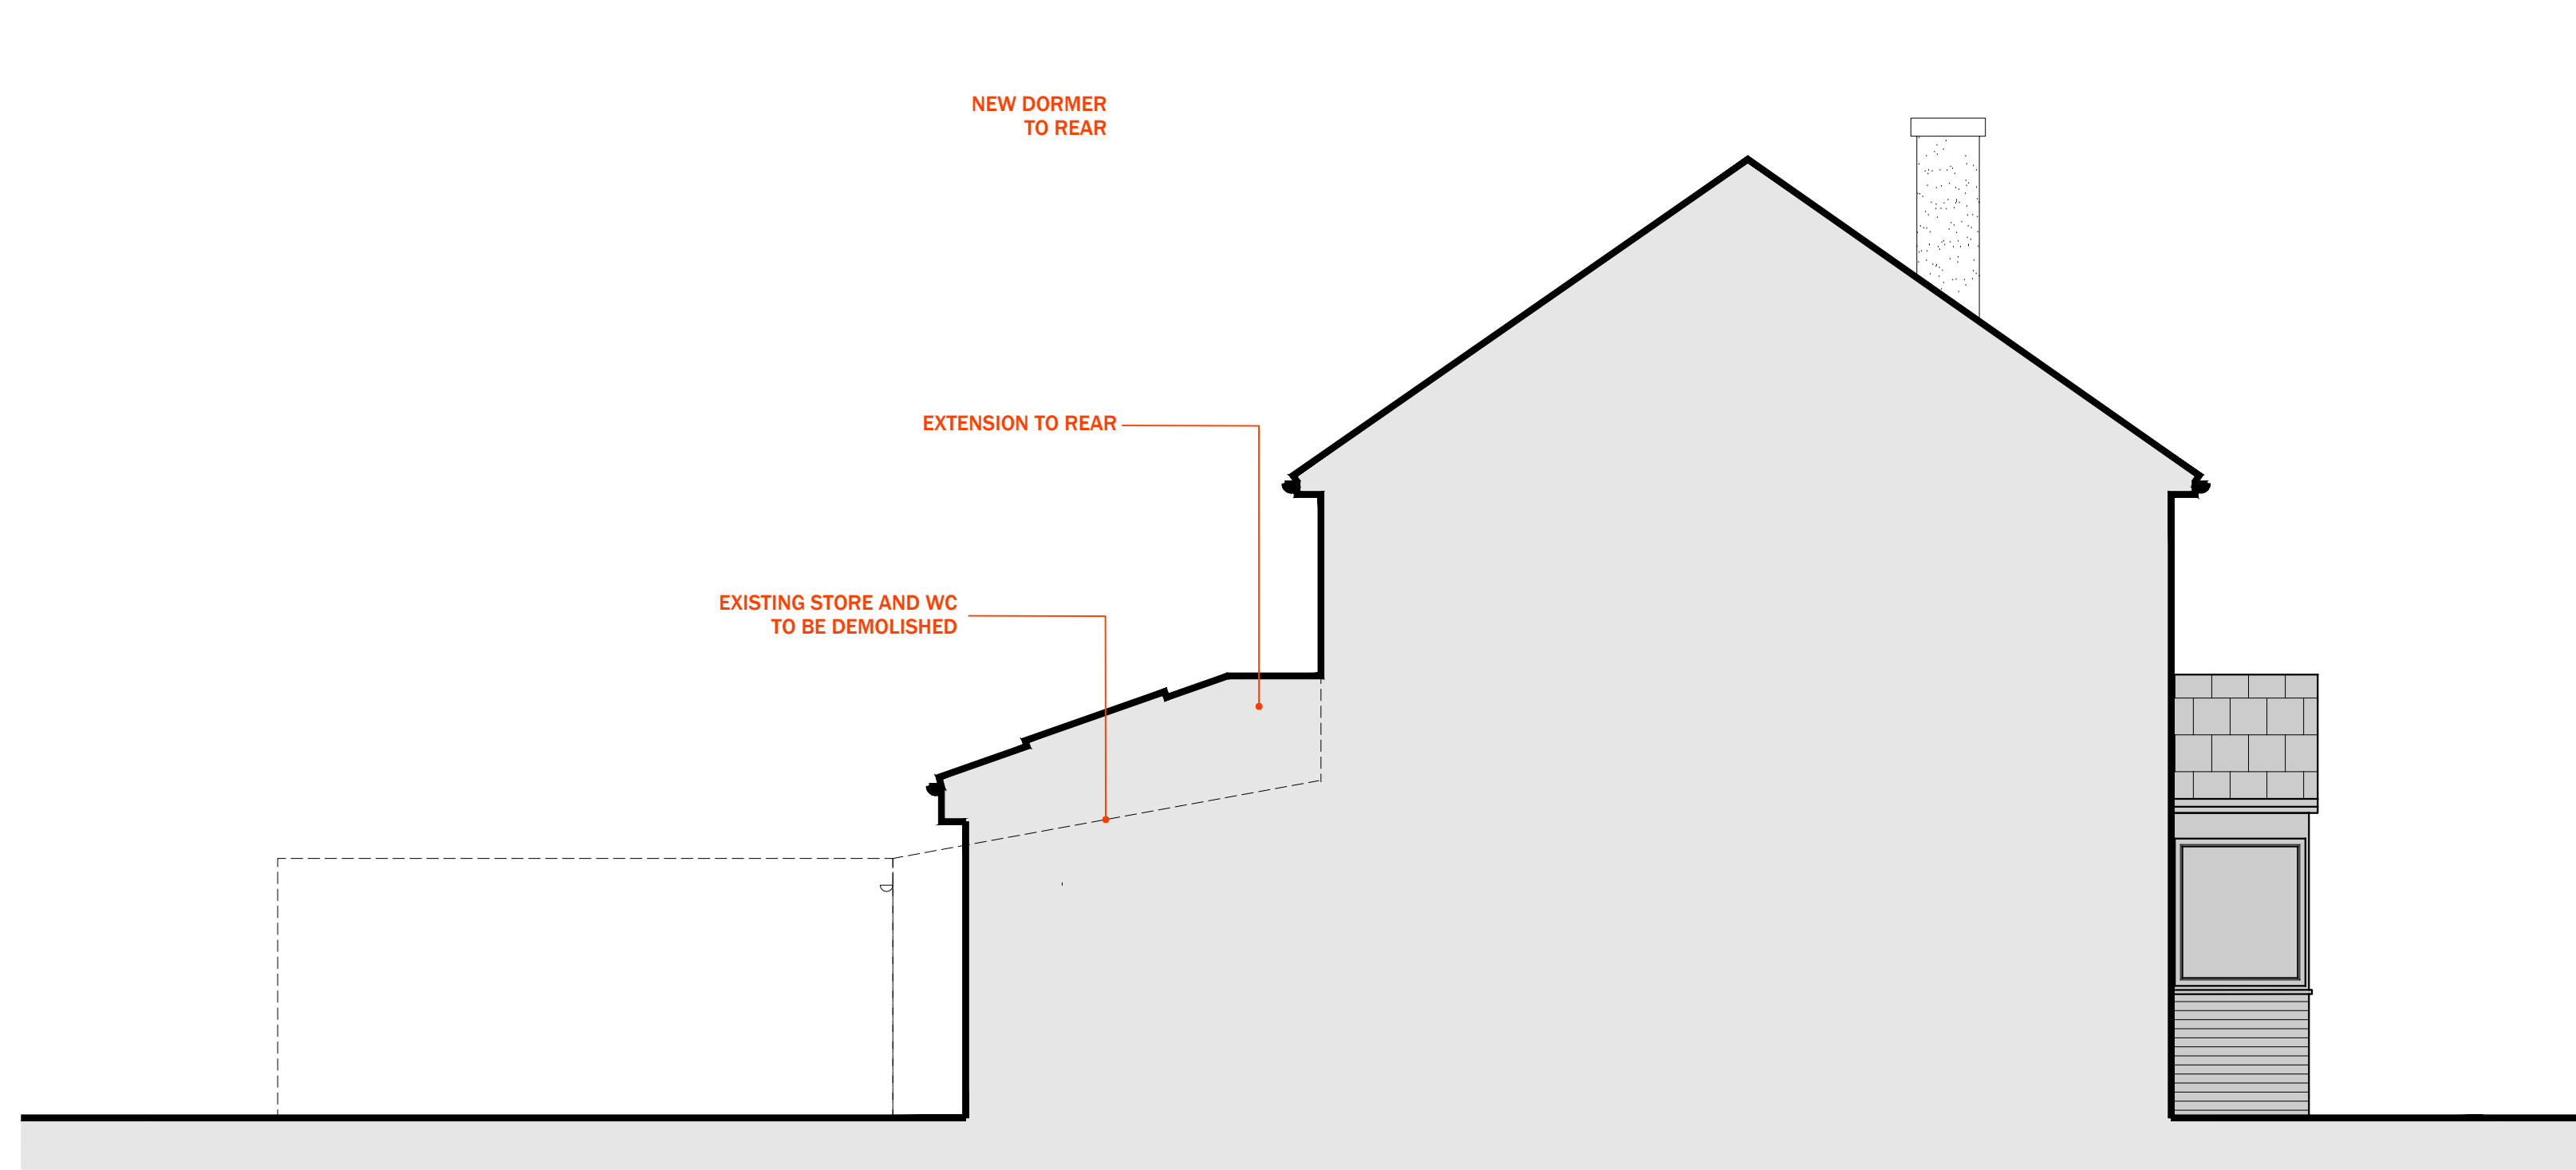 NEW DORMER
TO REAR
EXTENSION TO REAR
EXISTING STORE AND WC
TO BE DEMOLISHED